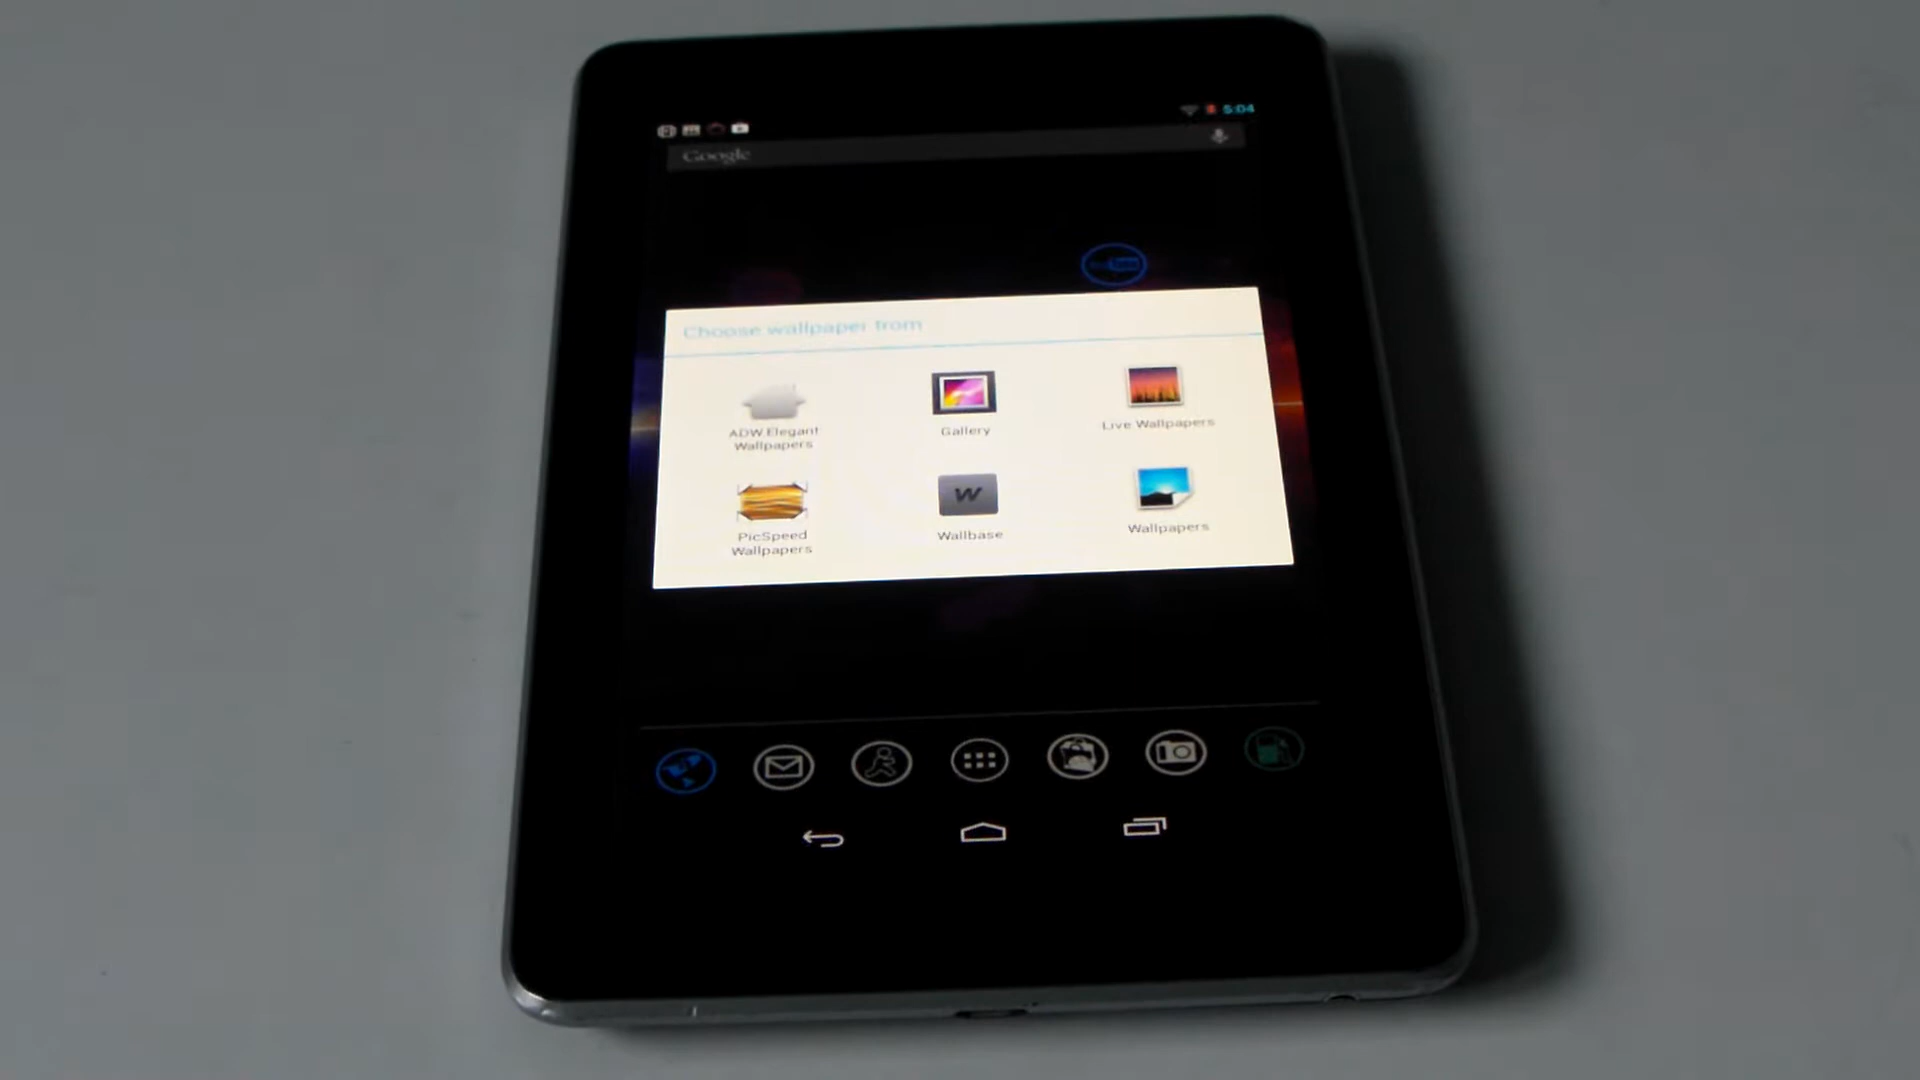 5:04
Google
Choose wallpaper from
ADW Elegant
Wallpapers
Gallery
Live Wallpapers
PicSpeed
Wallpapers
W
Wallbase
Wallpapers